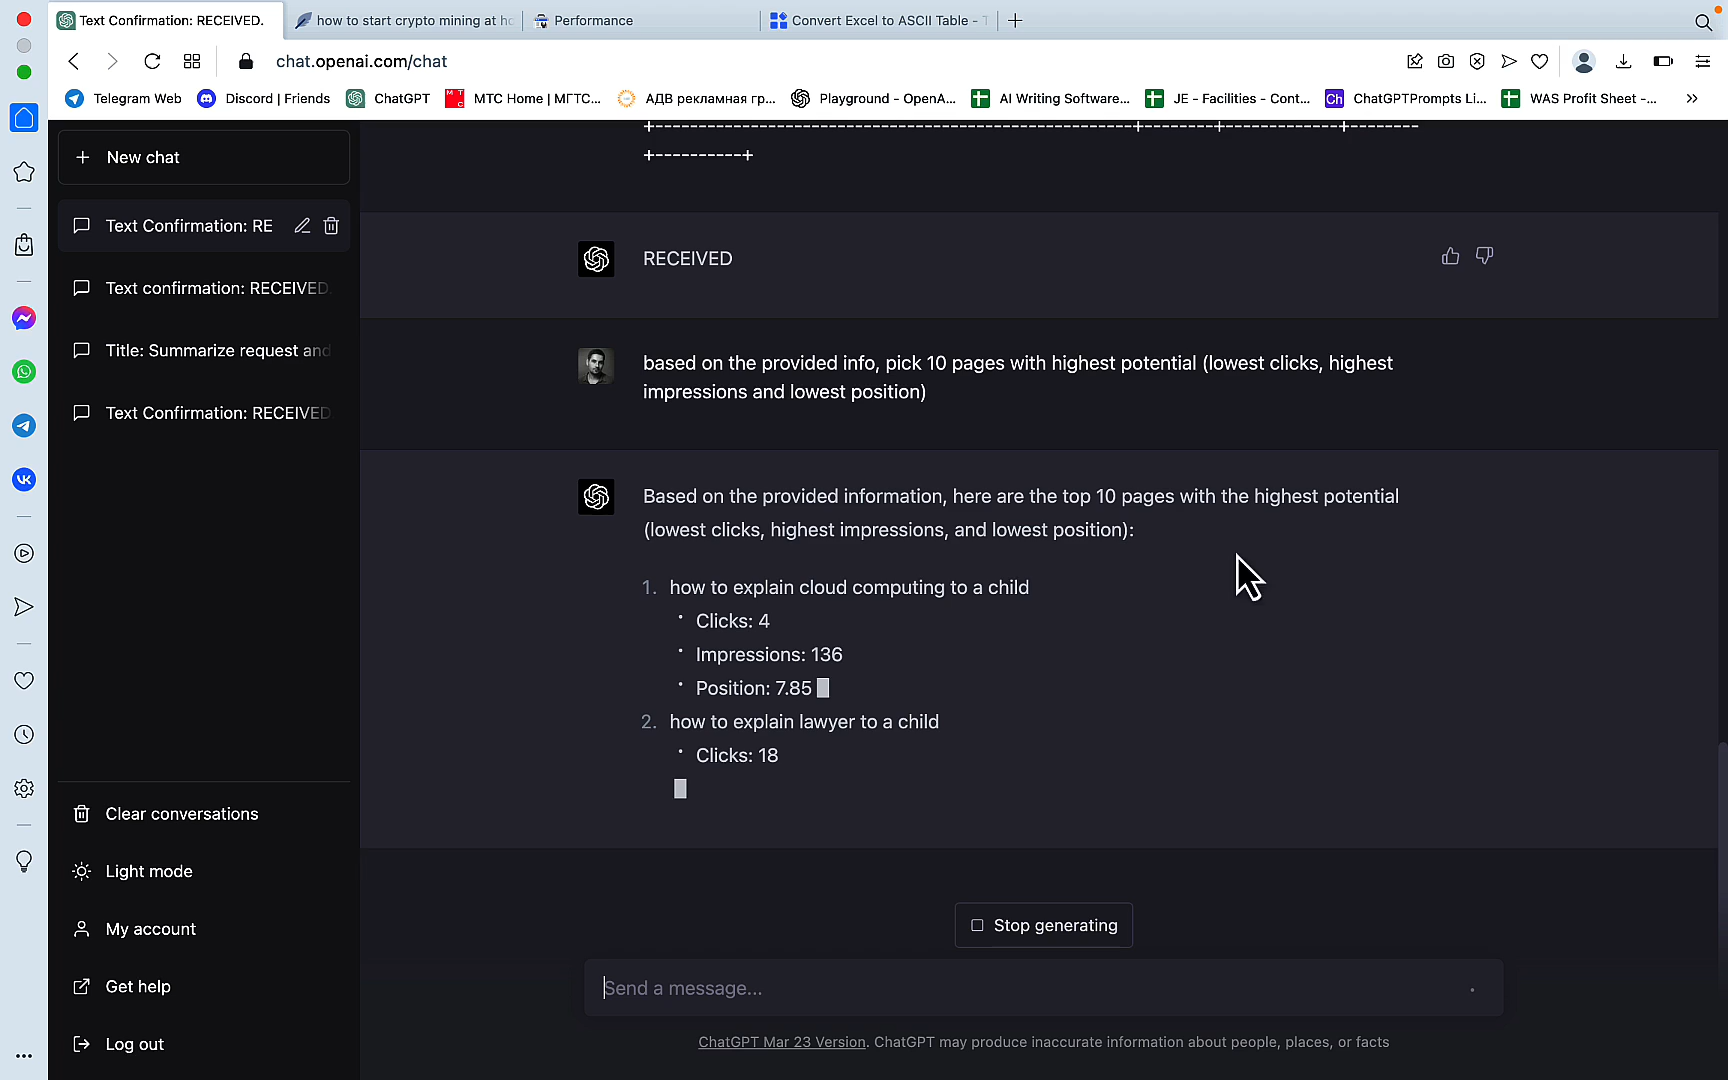 Text Confirmation: RECEIVED.
how to start crypto mining at ho
Performance
Convert Excel to ASCII Table - T
chat.openai.com/chat
Telegram Web
Discord | Friends
ChatGPT
МТС Home | МГТС...
АДВ рекламная гр...
Playground - OpenA...
AI Writing Software...
JE - Facilities - Cont...
Ch
ChatGPTPrompts Li...
WAS Profit Sheet -...
New chat
Text Confirmation: RE
Text confirmation: RECEIVED.
Title: Summarize request and
Text Confirmation: RECEIVED
Clear conversations
Light mode
My account
Get help
Log out
+-----------------------------------------------------+--------+-------------+--------
+----------+
RECEIVED
based on the provided info, pick 10 pages with highest potential (lowest clicks, highest
impressions and lowest position)
Based on the provided information, here are the top 10 pages with the highest potential
(lowest clicks, highest impressions, and lowest position):
1. how to explain cloud computing to a child
• Clicks: 4
• Impressions: 136
• Position: 7.85
2. how to explain lawyer to a child
• Clicks: 18
Stop generating
Send a message...
ChatGPT Mar 23 Version. ChatGPT may produce inaccurate information about people, places, or facts